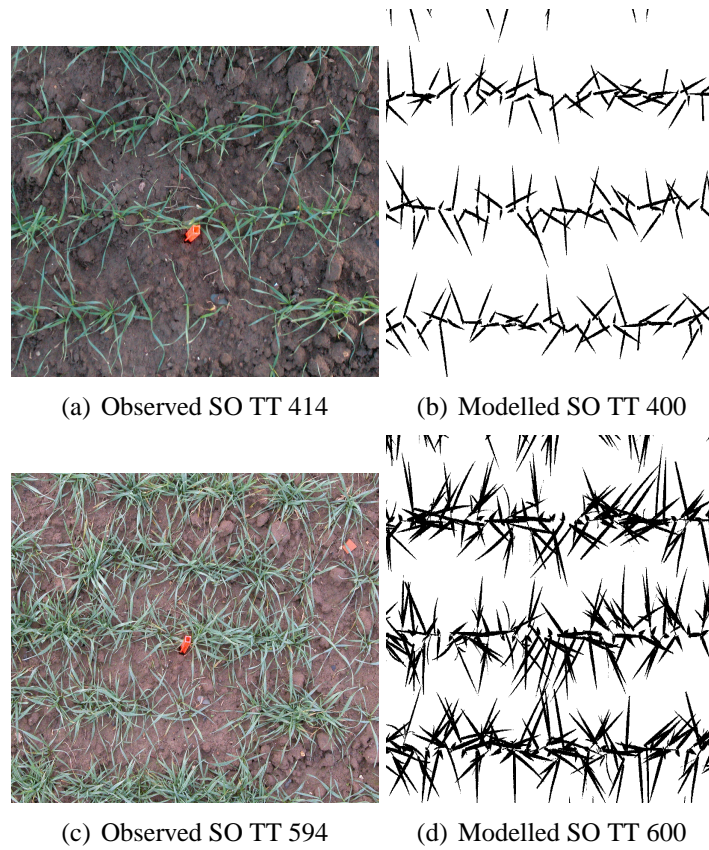 (a) Observed SO TT 414
(b) Modelled SO TT 400
(c) Observed SO TT 594
(d) Modelled SO TT 600